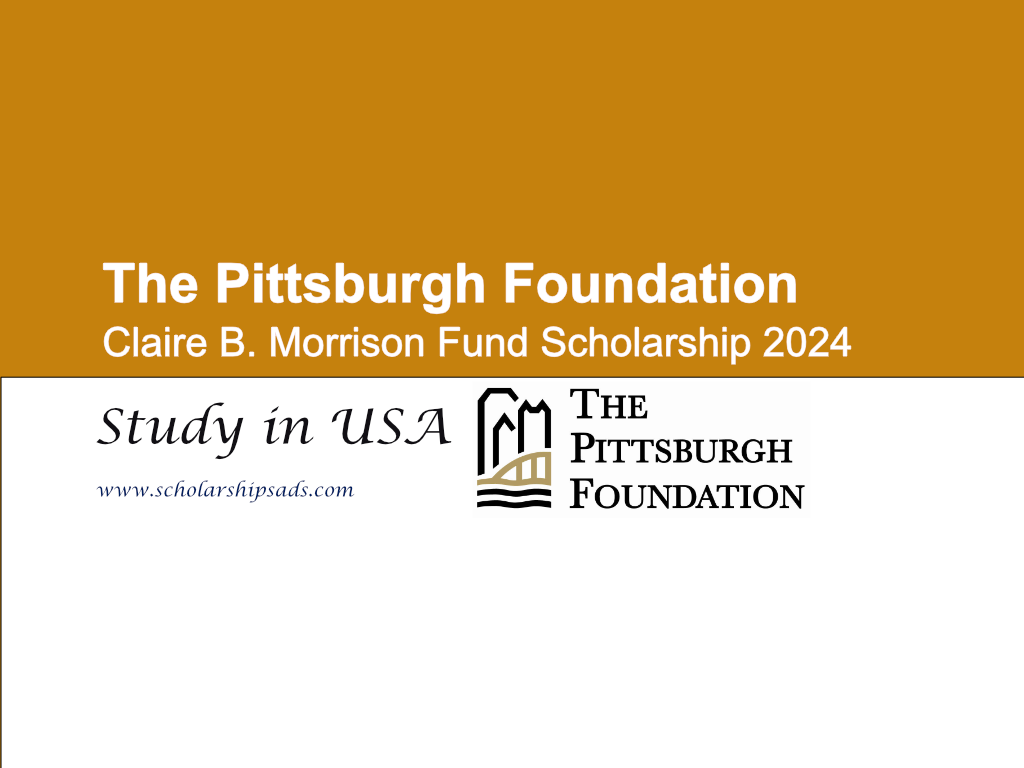 The Pittsburgh Foundation
Claire B. Morrison Fund Scholarship 2024
Study in USA
www.scholarshipsads.com
THE
PITTSBURGH
FOUNDATION